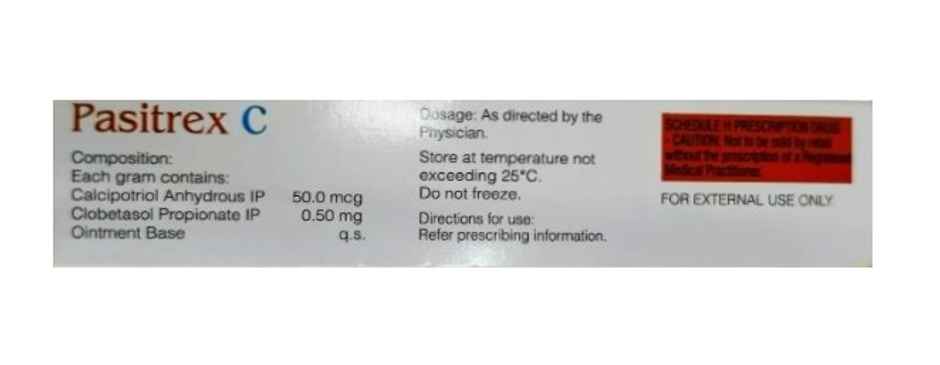 Pasitrex C
Composition:
Each gram contains:
Calcipotriol Anhydrous IP 50.0 mcg
Clobetasol Propionate IP 0.50 mg
Ointment Base q.s.
Dosage: As directed by the
Physician.
Store at temperature not
exceeding 25°C.
Do not freeze.
Directions for use:
Refer prescribing information.
SCHEDULE H PRESCRIPTION DRUG
- CAUTION: Not to be sold by retail
without the prescription of a Registered
Medical Practitioner.
FOR EXTERNAL USE ONLY